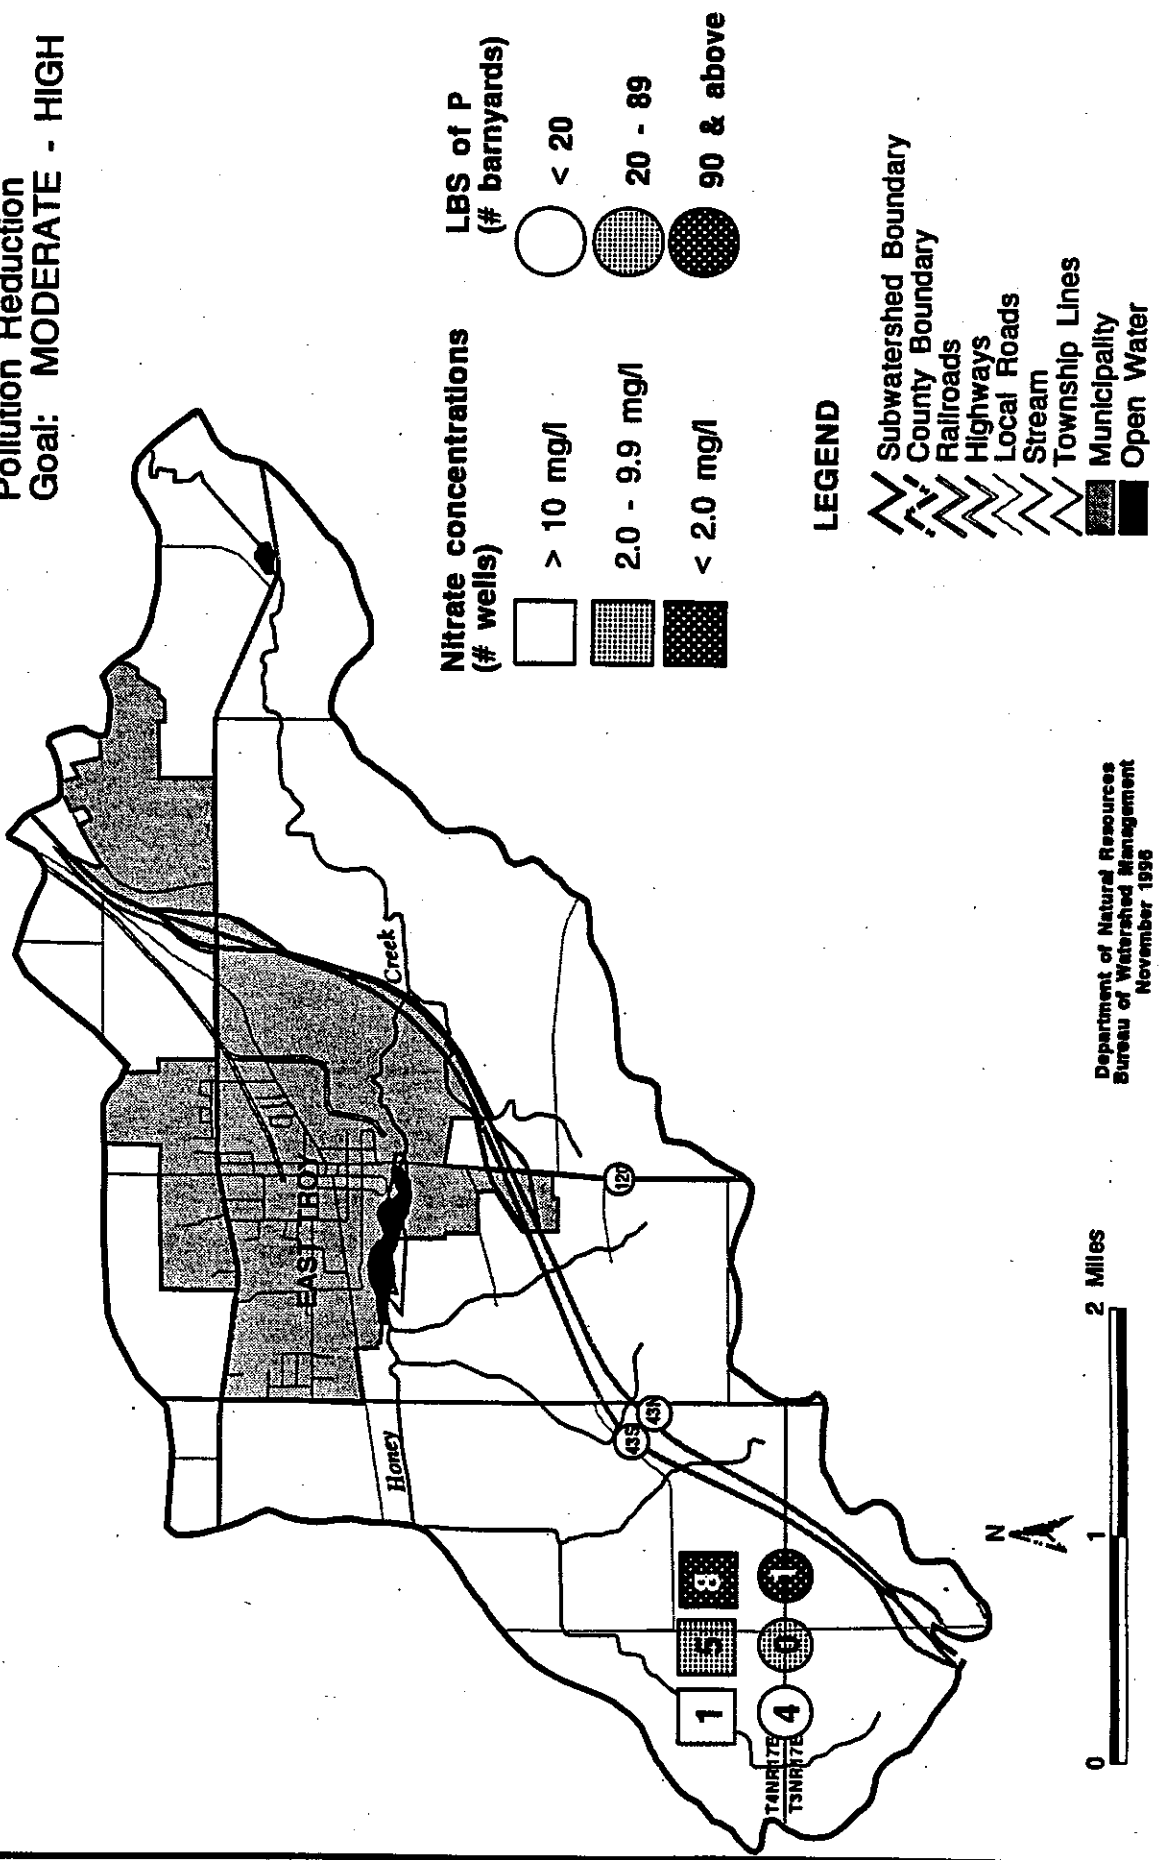 Pollution Reduction
Goal: MODERATE - HIGH
Nitrate concentrations
(# wells)
> 10 mg/l
2.0 - 9.9 mg/l
< 2.0 mg/l
LBS of P
(# barnyards)
< 20
20 - 89
90 & above
LEGEND
Subwatershed Boundary
County Boundary
Railroads
Highways
Local Roads
Stream
Township Lines
Municipality
Open Water
EAST TROY
Honey
Creek
120
43S
43N
1
5
8
4
0
1
T4NR17E
T3NR17E
N
0
1
2 Miles
Department of Natural Resources
Bureau of Watershed Management
November 1996